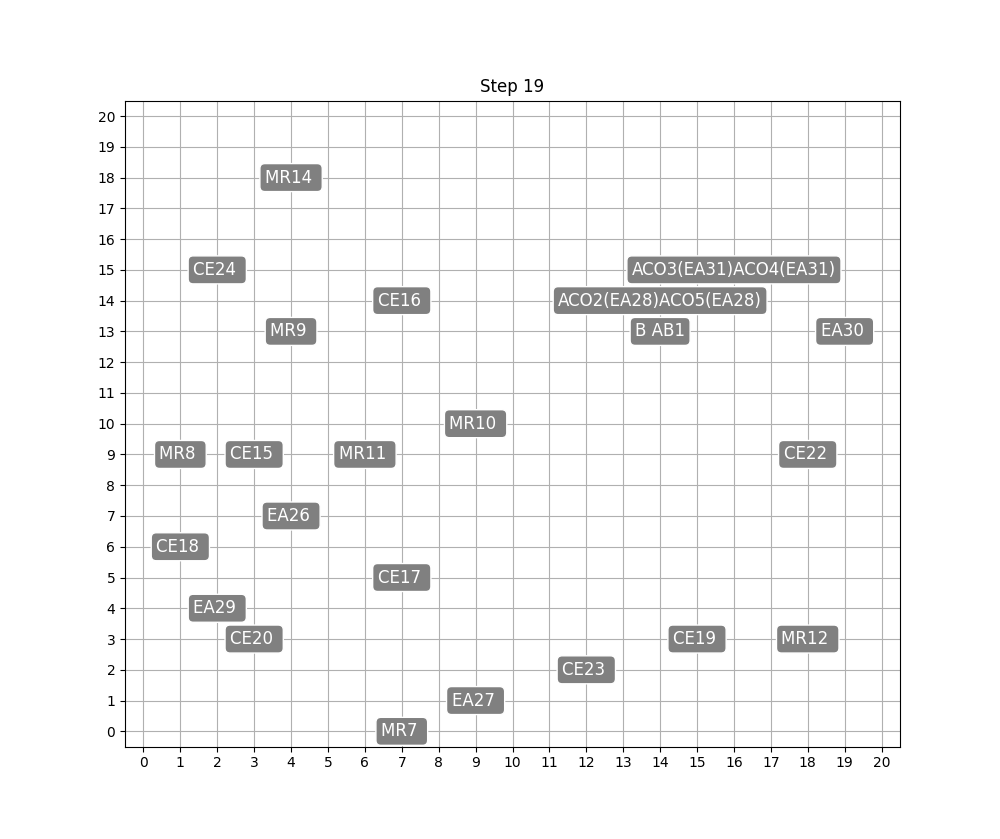 Step 19
20
19
18 MR14
17
16
15 CE24 ACO3(EA31)ACO4(EA31)
14 CE16 ACO2(EA28)ACO5(EA28)
13 MR9 B AB1 EA30
12
11
10 MR10
9 MR8 CE15 MR11 CE22
8
7 EA26
6 CE18
5 CE17
4 EA29
3 CE20 CE19 MR12
2 CE23
1 EA27
0 MR7
0 1 2 3 4 5 6 7 8 9 10 11 12 13 14 15 16 17 18 19 20